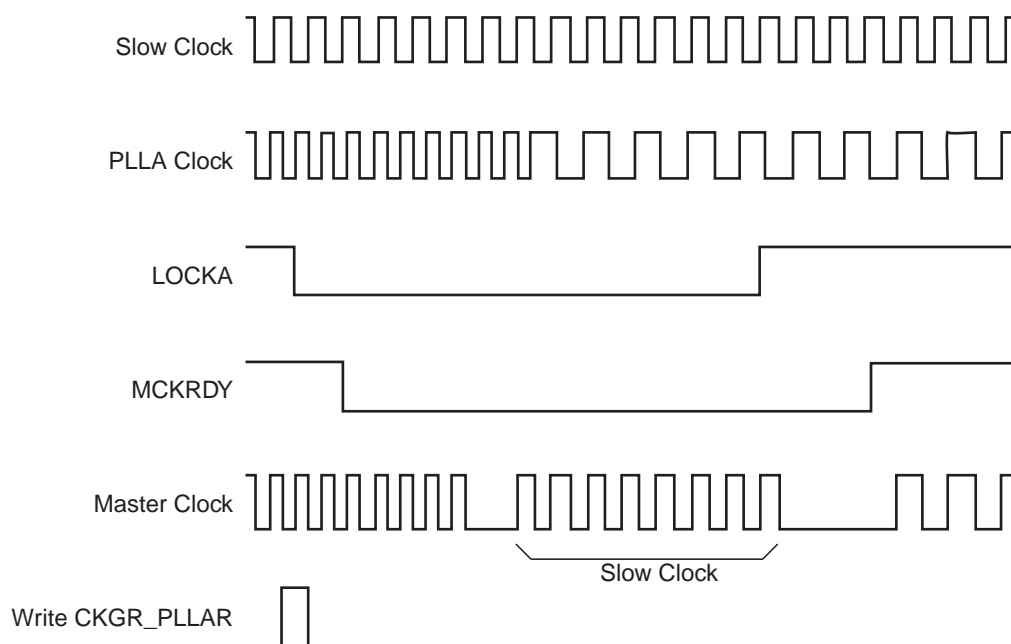 Slow Clock
PLLA Clock
LOCKA
MCKRDY
Master Clock
Slow Clock
Write CKGR_PLLAR